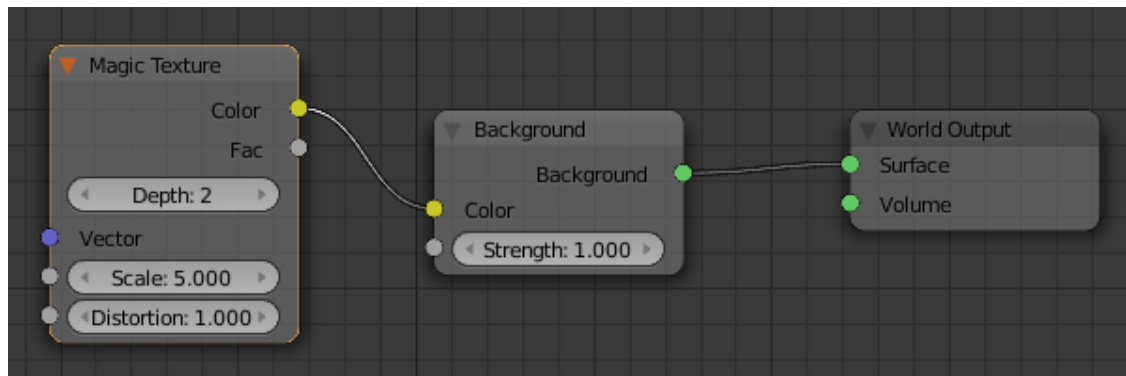 Magic Texture
Color
Fac
Depth: 2
Vector
Scale: 5.000
Distortion: 1.000
Background
Background
Color
Strength: 1.000
World Output
Surface
Volume